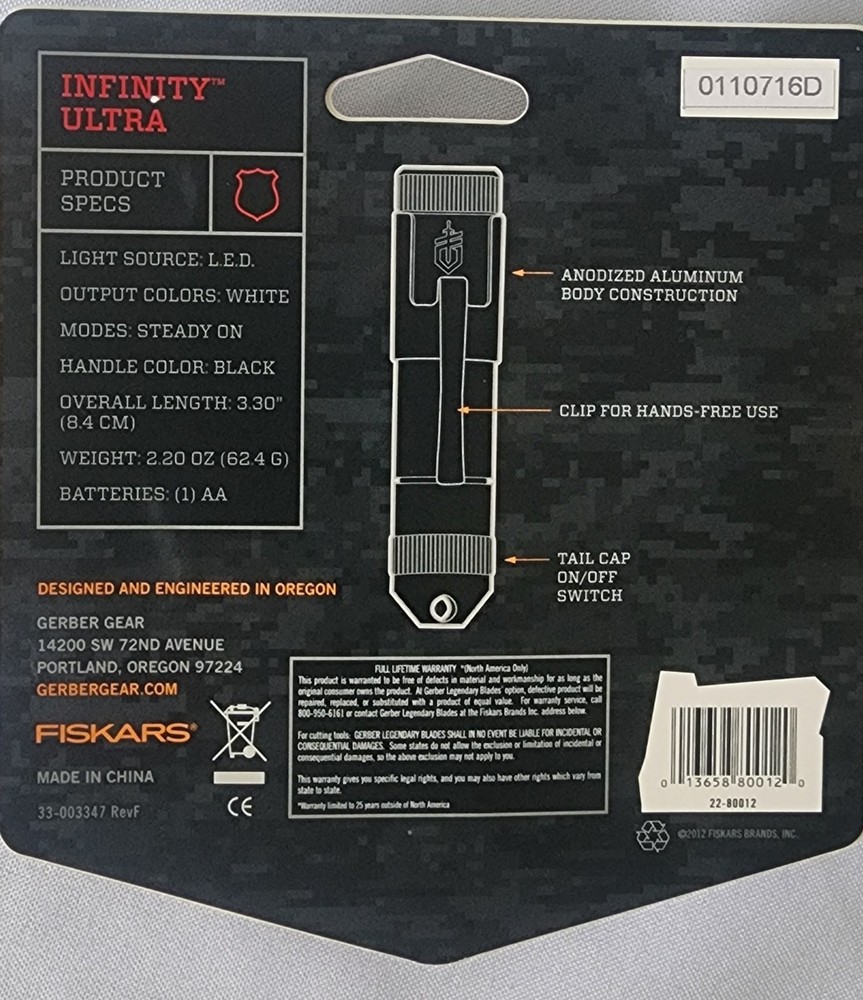 INFINITY™
ULTRA
0110716D
PRODUCT
SPECS
LIGHT SOURCE: L.E.D.
OUTPUT COLORS: WHITE
MODES: STEADY ON
HANDLE COLOR: BLACK
OVERALL LENGTH: 3.30"
(8.4 CM)
WEIGHT: 2.20 OZ (62.4 G)
BATTERIES: (1) AA
ANODIZED ALUMINUM
BODY CONSTRUCTION
CLIP FOR HANDS-FREE USE
TAIL CAP
ON/OFF
SWITCH
DESIGNED AND ENGINEERED IN OREGON
GERBER GEAR
14200 SW 72ND AVENUE
PORTLAND, OREGON 97224
GERBERGEAR.COM
FISKARS®
MADE IN CHINA
33-003347 RevF
CE
FULL LIFETIME WARRANTY *(North America Only)
This product is warranted to be free of defects in material and workmanship for as long as the
original consumer owns the product. At Gerber Legendary Blades' option, defective product will be
repaired, replaced, or substituted with a product of equal value. For warranty service, call
800-950-6161 or contact Gerber Legendary Blades at the Fiskars Brands Inc. address below.
For cutting tools: GERBER LEGENDARY BLADES SHALL IN NO EVENT BE LIABLE FOR INCIDENTAL OR
CONSEQUENTIAL DAMAGES. Some states do not allow the exclusion or limitation of incidental or
consequential damages, so the above exclusion may not apply to you.
This warranty gives you specific legal rights, and you may also have other rights which vary from
state to state.
*Warranty limited to 25 years outside of North America
0 13658 80012 0
22-80012
©2012 FISKARS BRANDS, INC.